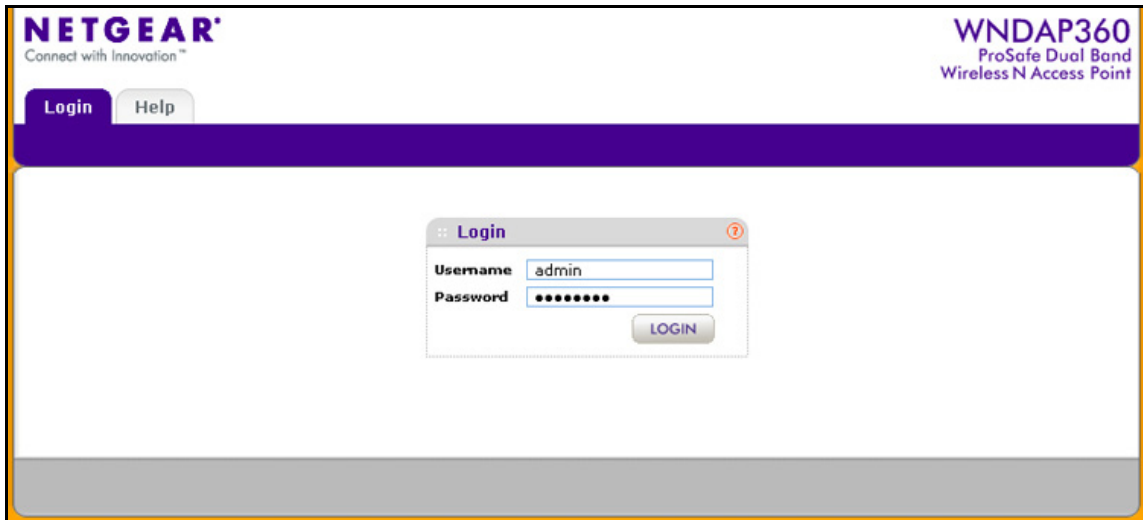 NETGEAR®
Connect with Innovation™
WNDAP360
ProSafe Dual Band
Wireless N Access Point
Login
Help
Login
?
Username admin
Password ●●●●●●●●
LOGIN